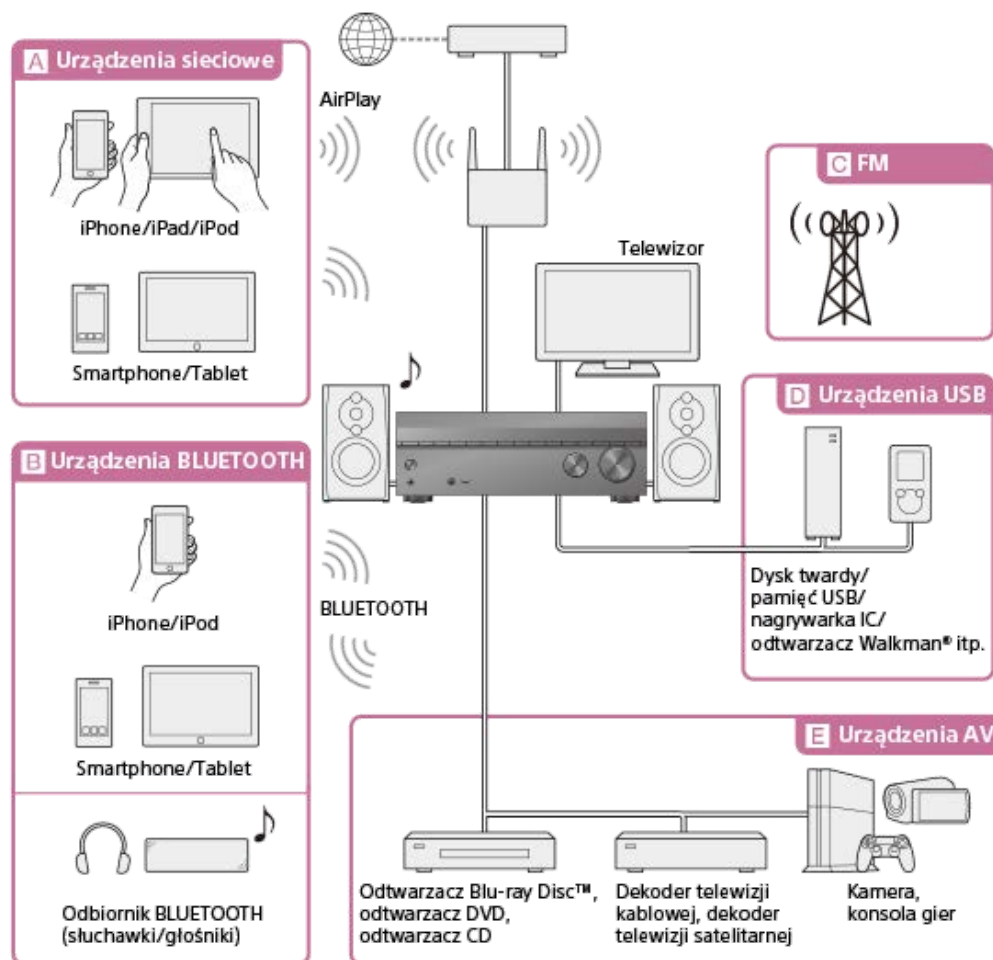 A Urządzenia sieciowe
iPhone/iPad/iPod
Smartphone/Tablet
AirPlay
C FM
Telewizor
D Urządzenia USB
Dysk twardy/
pamięć USB/
nagrywarka IC/
odtwarzacz Walkman® itp.
B Urządzenia BLUETOOTH
iPhone/iPod
Smartphone/Tablet
Odbiornik BLUETOOTH
(słuchawki/głośniki)
BLUETOOTH
E Urządzenia AV
Odtwarzacz Blu-ray Disc™,
odtwarzacz DVD,
odtwarzacz CD
Dekoder telewizji
kablowej, dekoder
telewizji satelitarnej
Kamera,
konsola gier